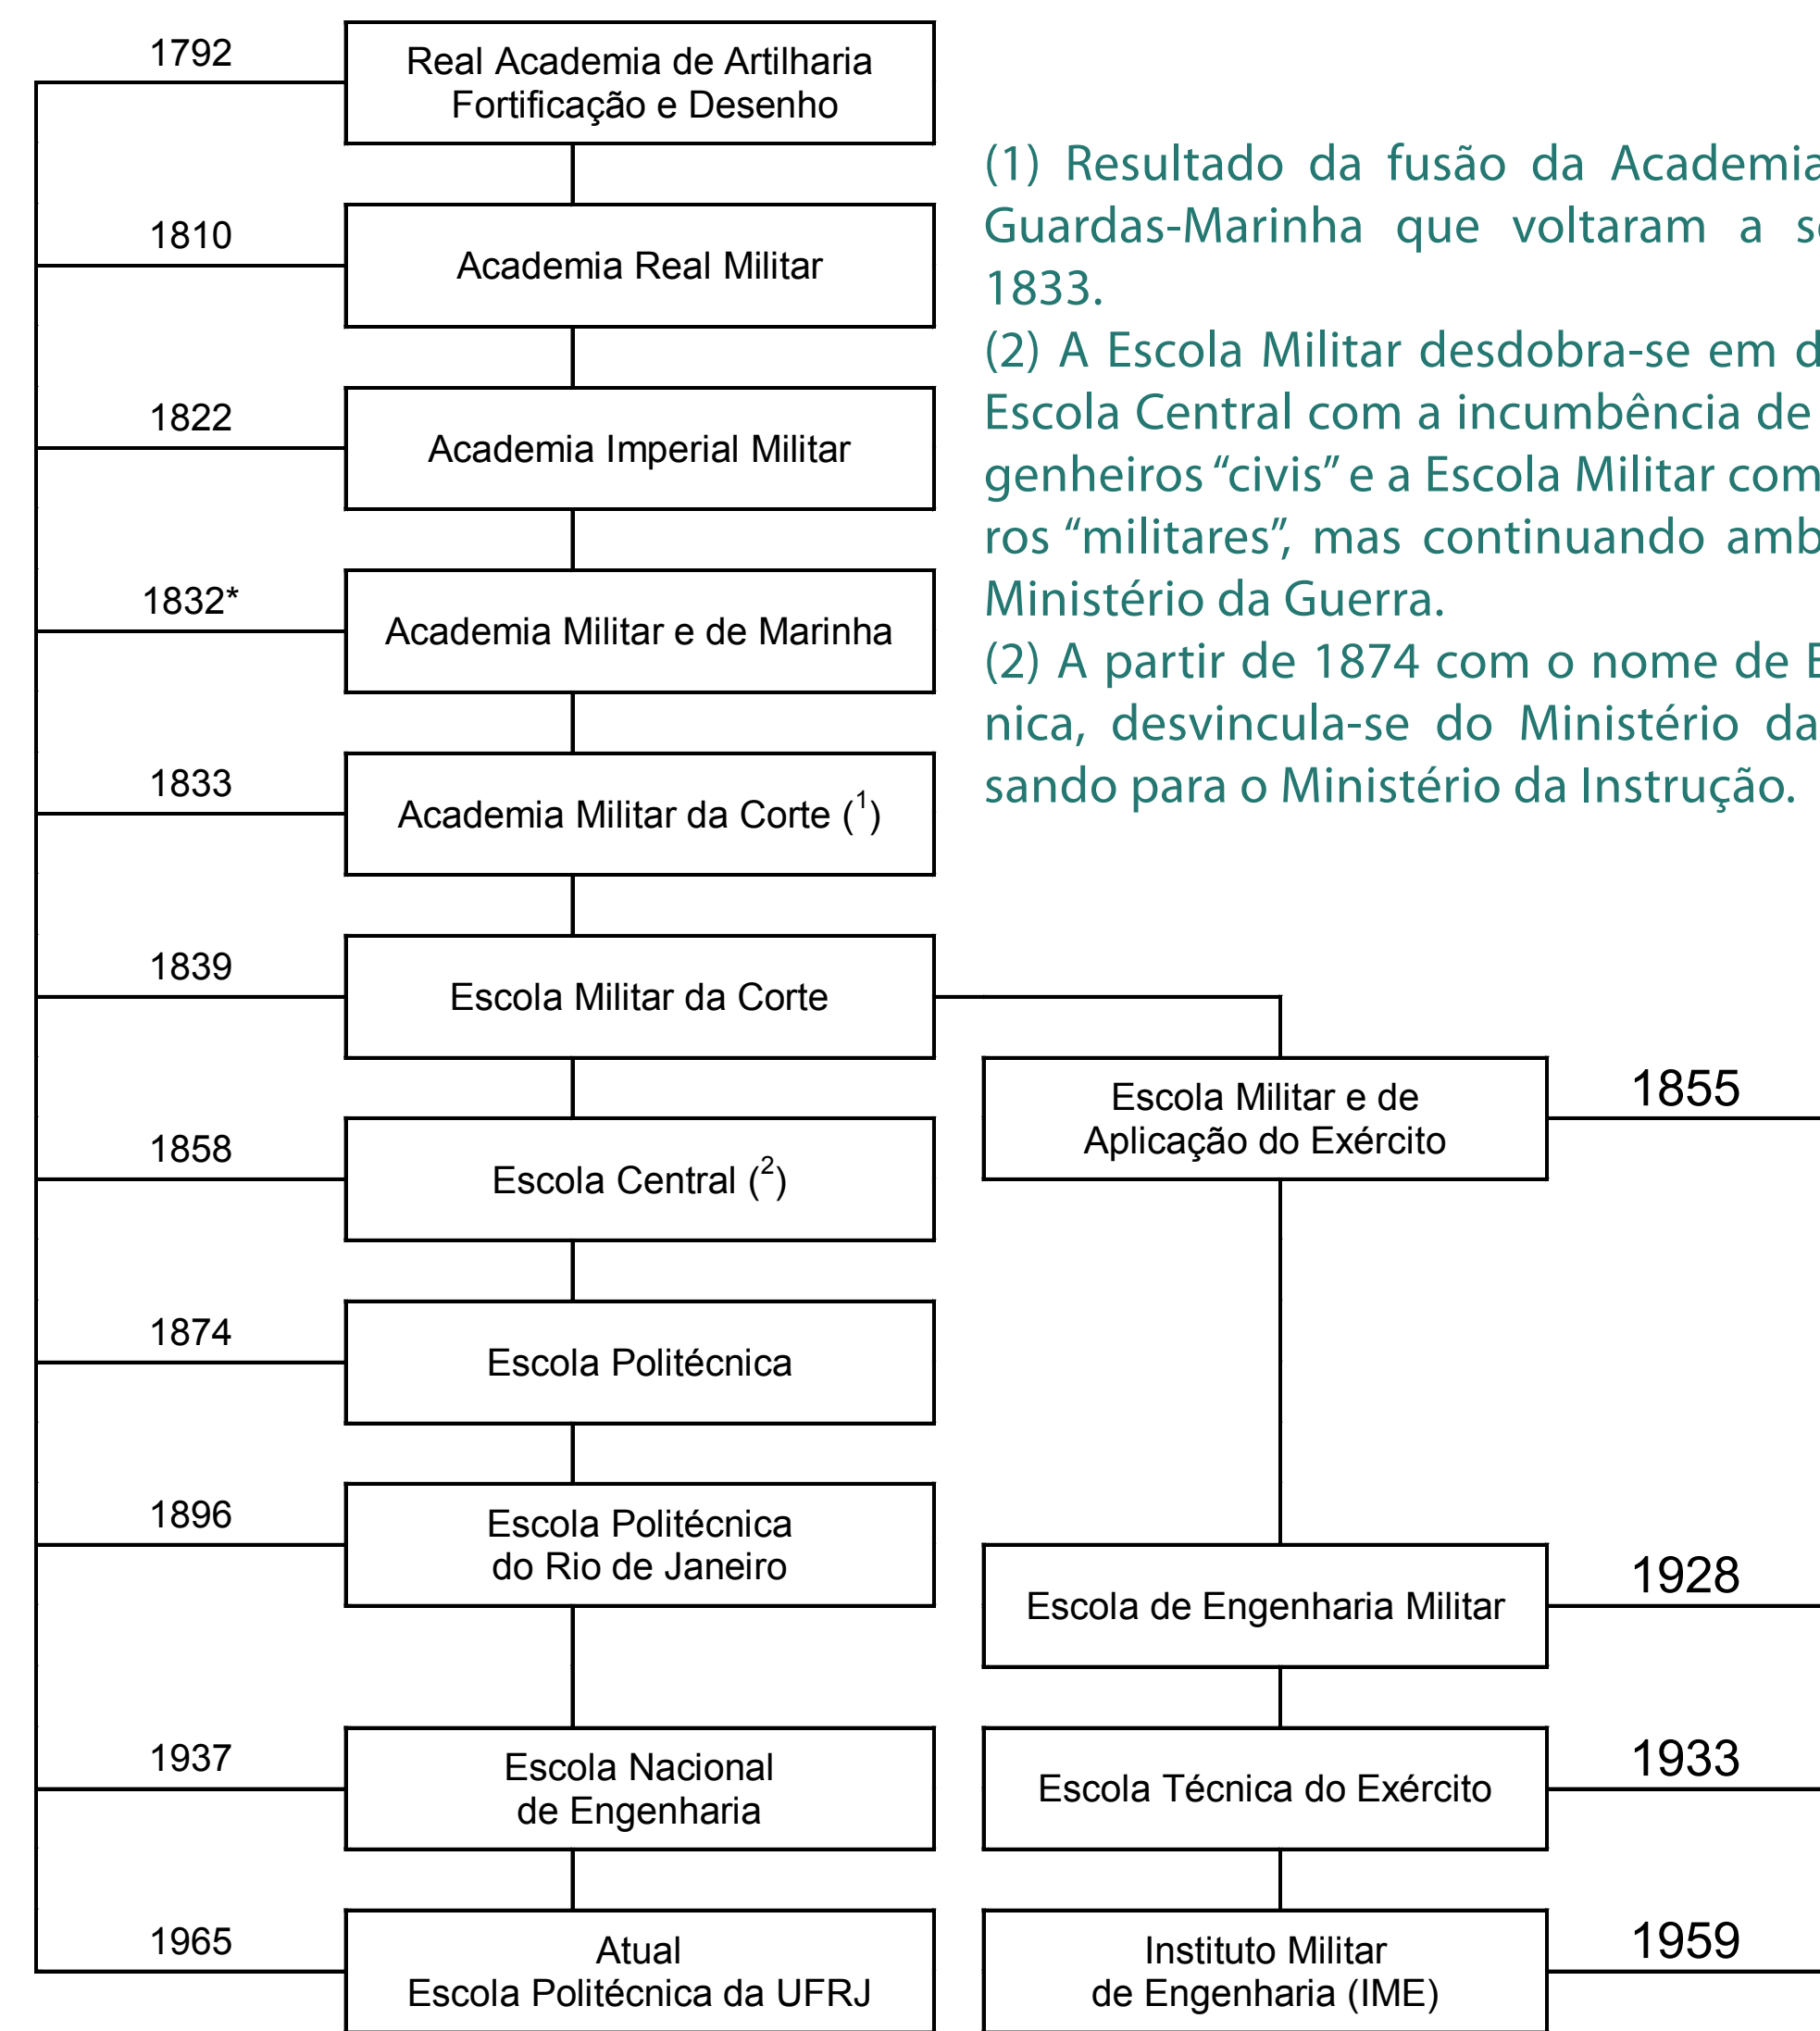 1792
Real Academia de Artilharia
Fortificação e Desenho
1810
Academia Real Militar
1822
Academia Imperial Militar
1832*
Academia Militar e de Marinha
1833
Academia Militar da Corte (1)
1839
Escola Militar da Corte
1858
Escola Central (2)
1874
Escola Politécnica
1896
Escola Politécnica
do Rio de Janeiro
1937
Escola Nacional
de Engenharia
1965
Atual
Escola Politécnica da UFRJ
(1) Resultado da fusão da Academia
Guardas-Marinha que voltaram a
1833.
(2) A Escola Militar desdobra-se em
Escola Central com a incumbência de
genheiros “civis” e a Escola Militar com
ros “militares”, mas continuando
Ministério da Guerra.
(2) A partir de 1874 com o nome de
nica, desvincula-se do Ministério da
sando para o Ministério da Instrução.
Escola Militar e de
Aplicação do Exército
1855
Escola de Engenharia Militar
1928
Escola Técnica do Exército
1933
Instituto Militar
de Engenharia (IME)
1959